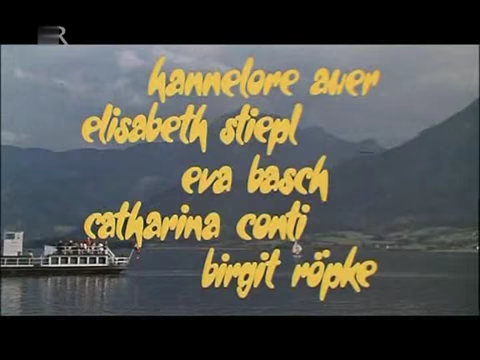 hannelore auer
elisabeth stiepl
eva basch
catharina conti
birgit röpke